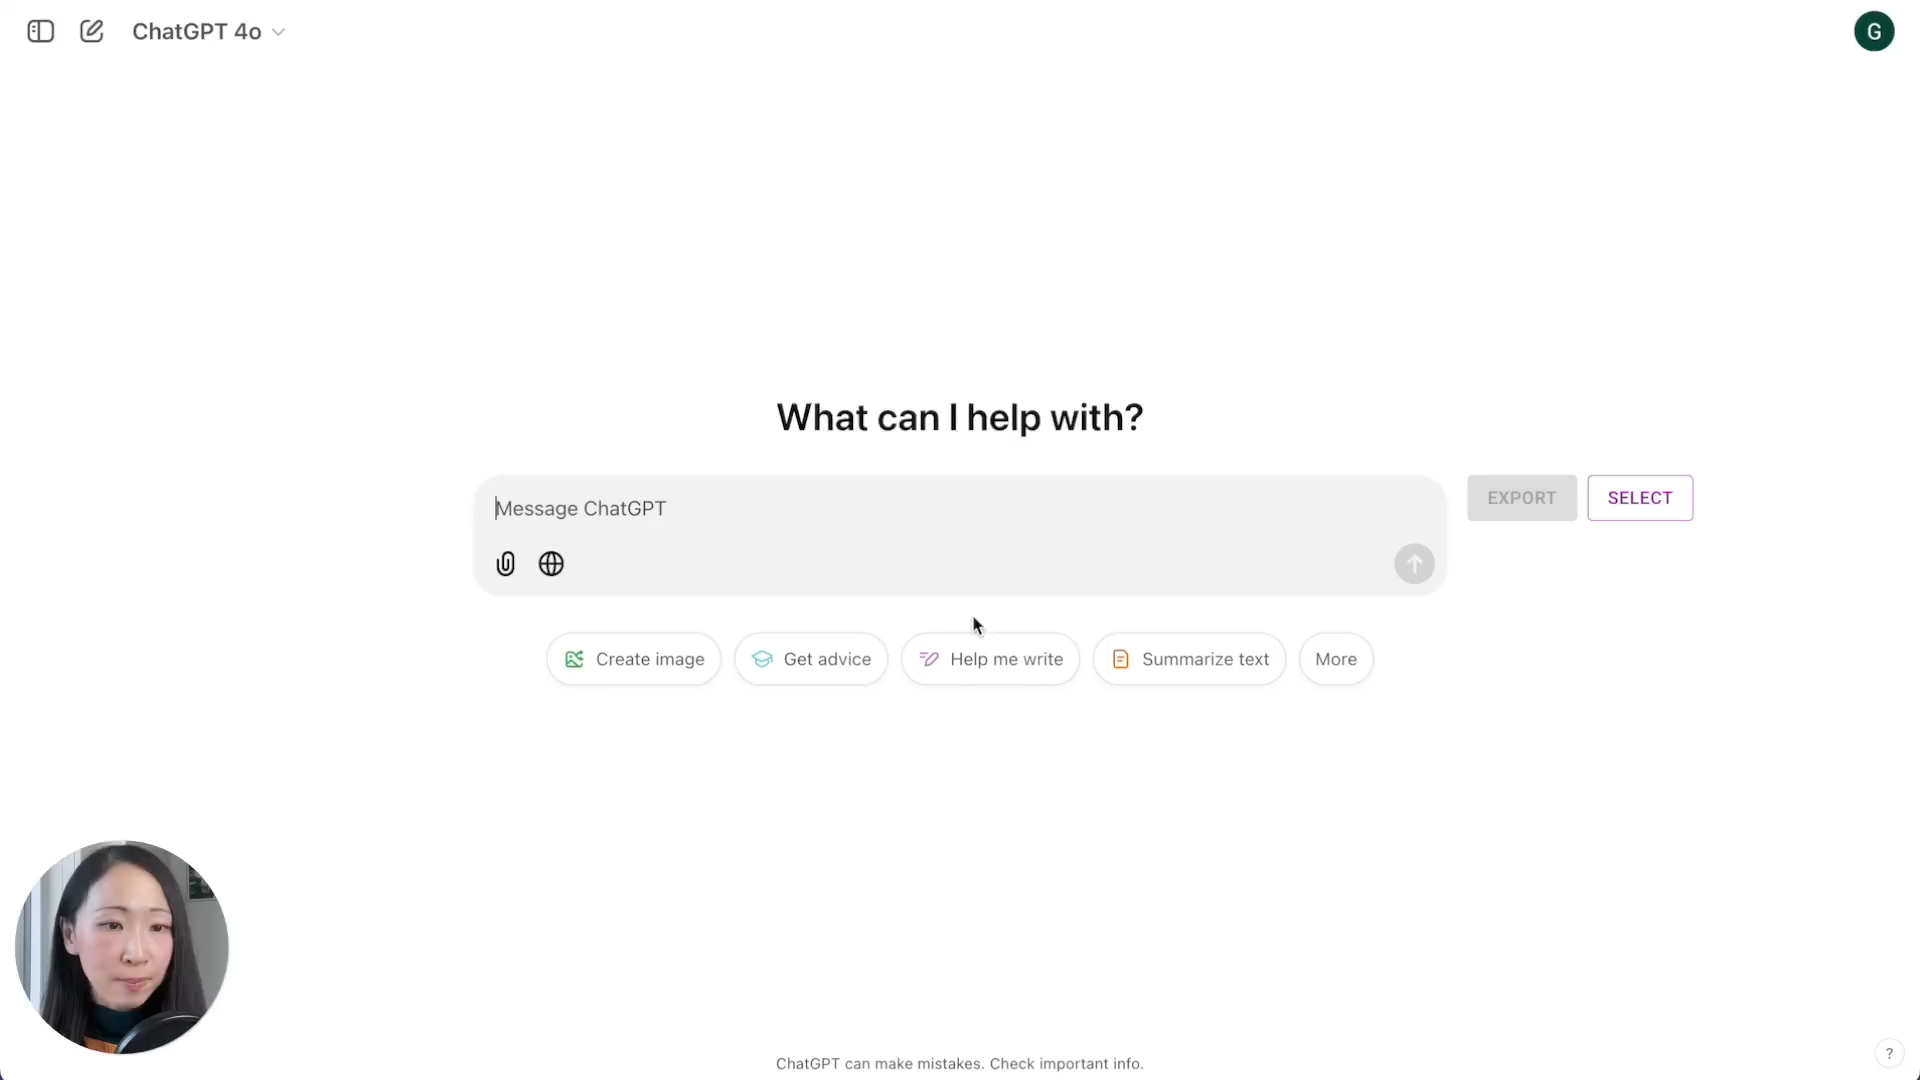 ChatGPT 4o
G
What can I help with?
Message ChatGPT
EXPORT
SELECT
Create image
Get advice
Help me write
Summarize text
More
ChatGPT can make mistakes. Check important info.
?